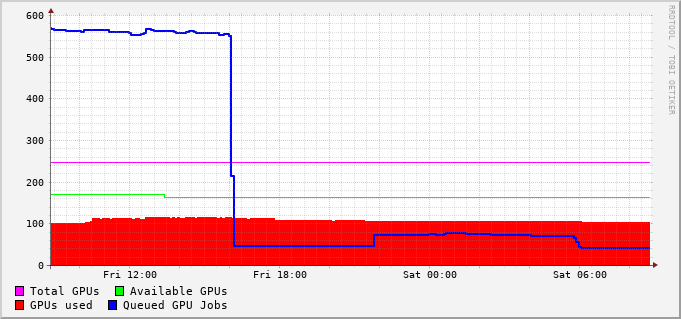 600
500
400
300
200
100
0
Fri 12:00 Fri 18:00 Sat 00:00 Sat 06:00
Total GPUs Available GPUs
GPUs used Queued GPU Jobs
RRDTOOL / TOBI OETIKER